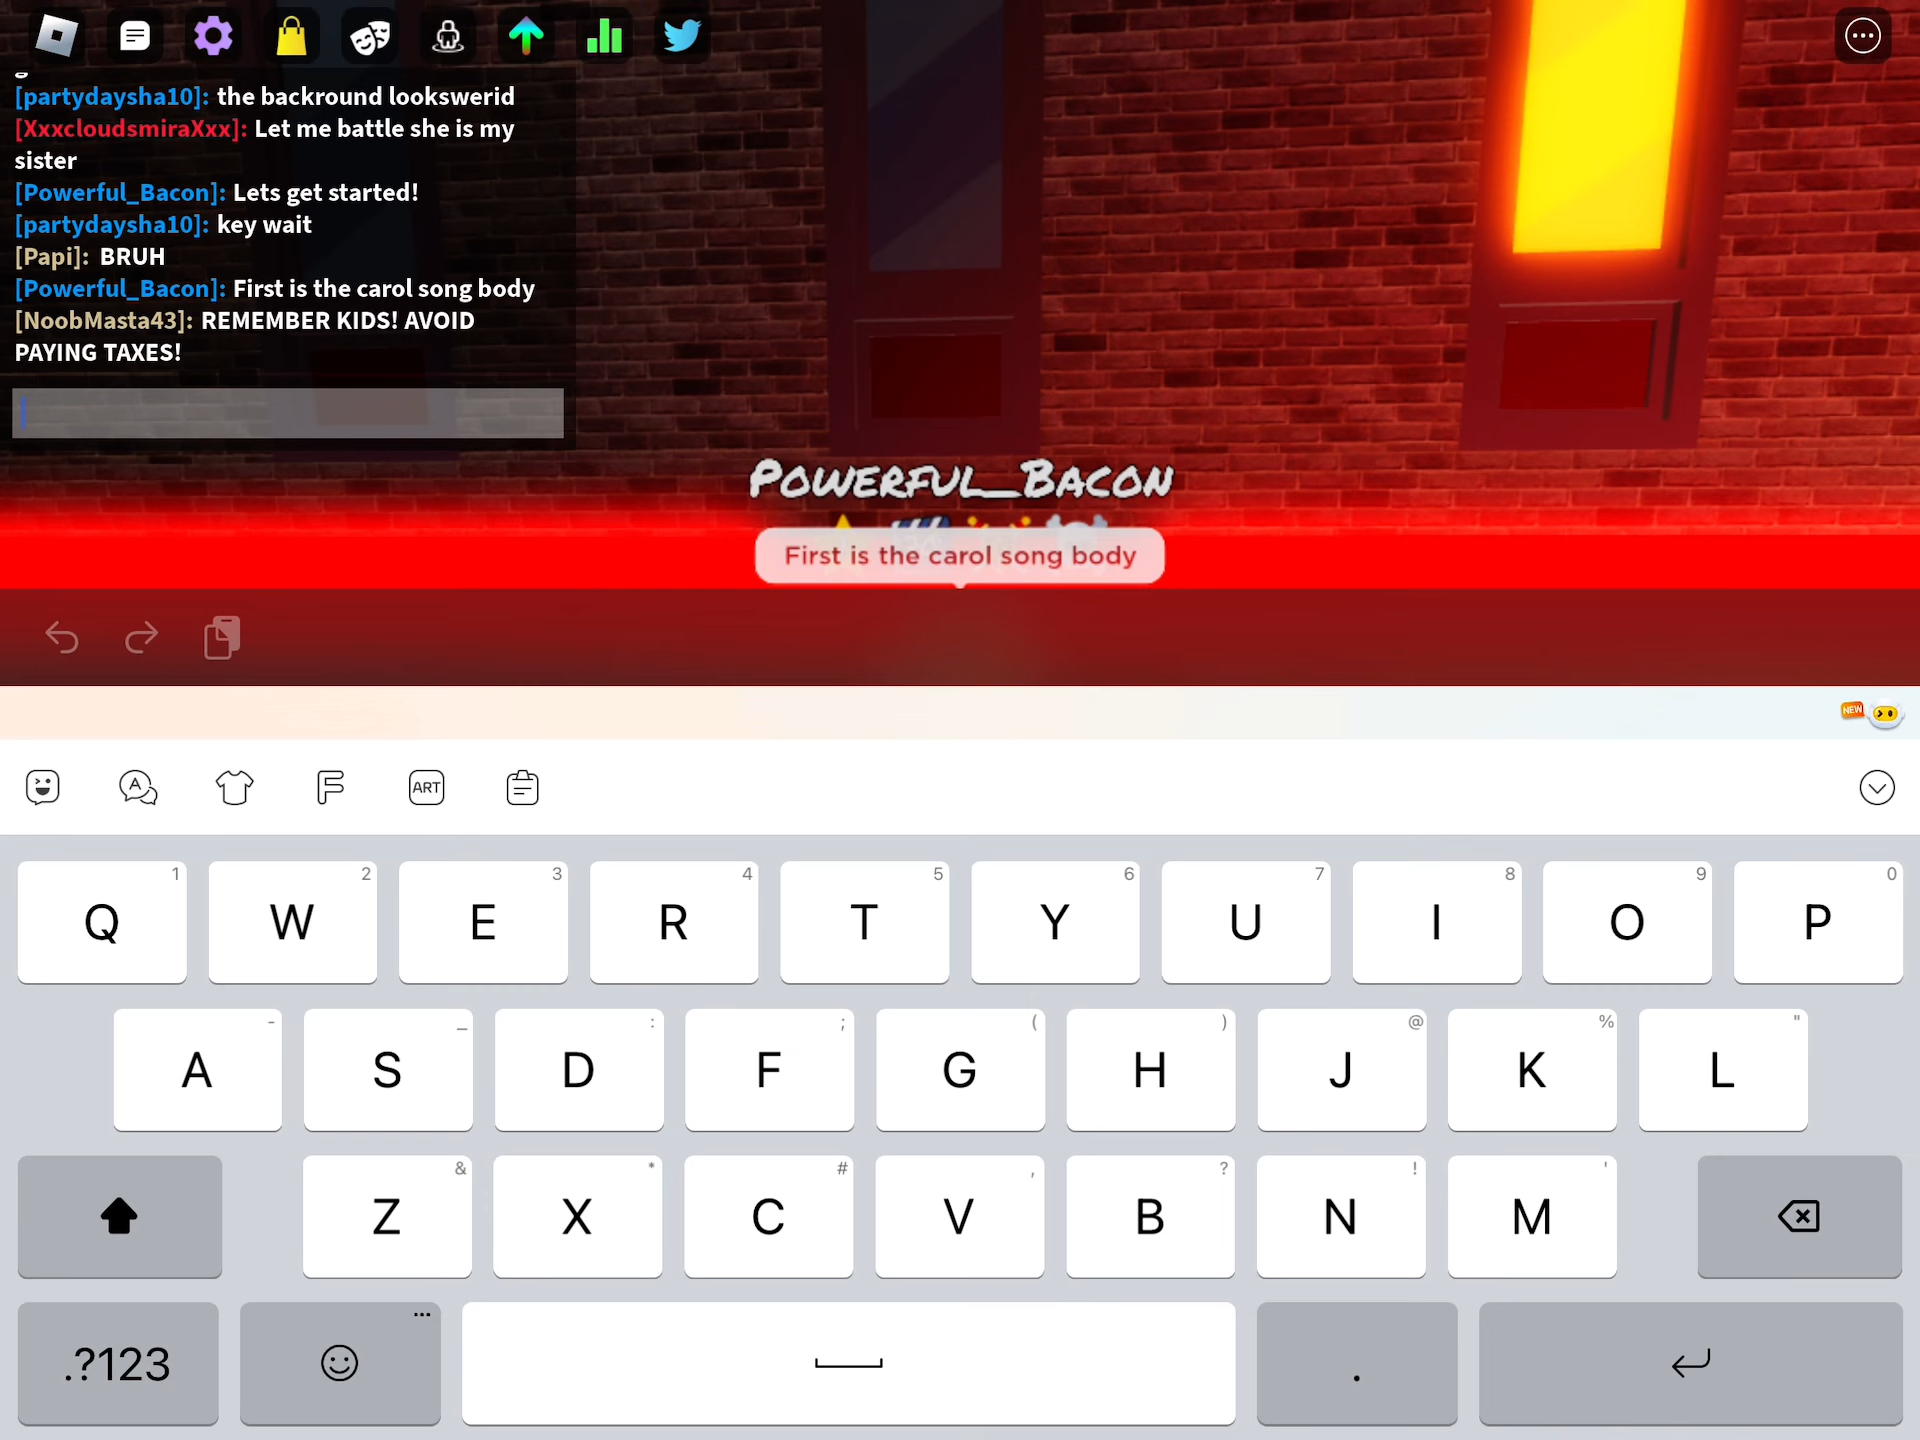 [partydaysha10]: the backround lookswerid
[XxxcloudsmiraXxx]: Let me battle she is my
sister
[Powerful_Bacon]: Lets get started!
[partydaysha10]: key wait
[Papi]: BRUH
[Powerful_Bacon]: First is the carol song body
[NoobMasta43]: REMEMBER KIDS! AVOID
PAYING TAXES!
POWERFUL_BACON
First is the carol song body
NEW
A F ART
1 2 3 4 5 6 7 8 9 0
Q W E R T Y U I O P
- _ : ; ( ) @ % "
A S D F G H J K L
& * # , ? ! '
Z X C V B N M
.?123 .